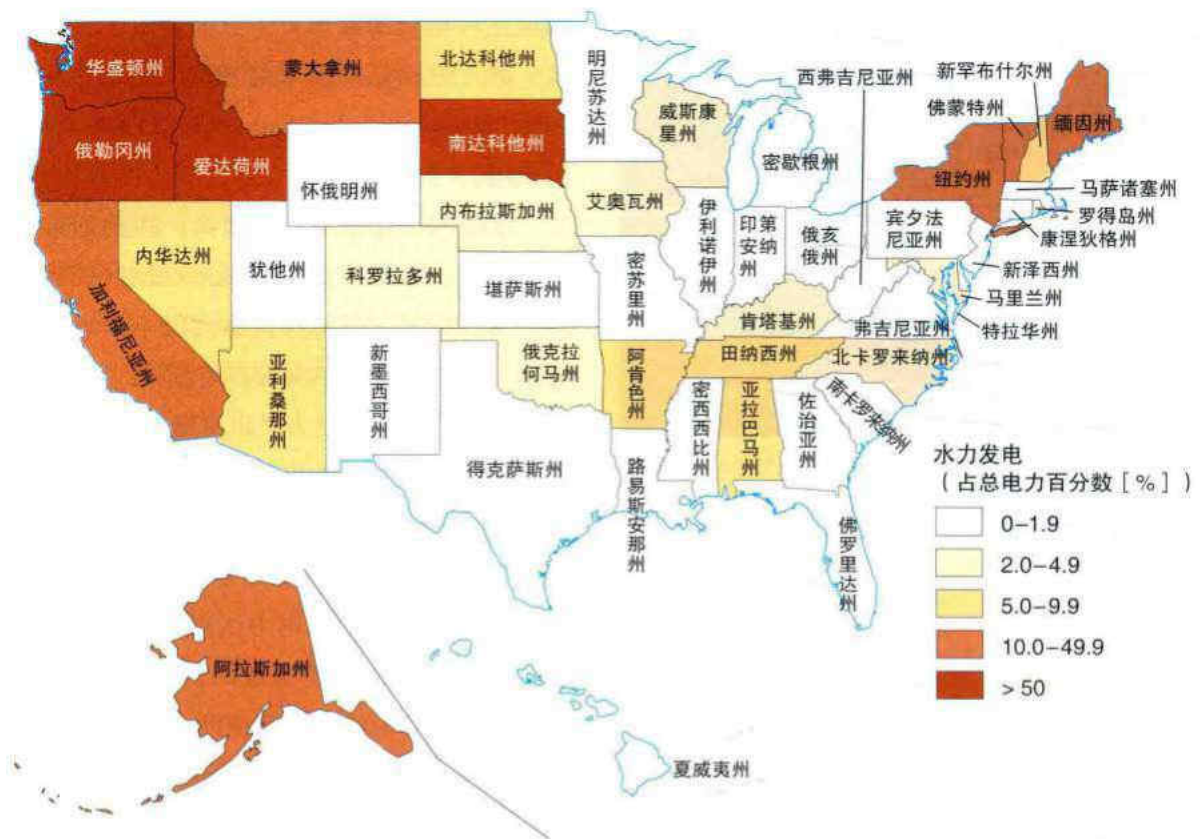 华盛顿州
蒙大拿州
北达科他州
明尼苏达州
西弗吉尼亚州
新罕布什尔州
佛蒙特州
缅因州
俄勒冈州
爱达荷州
南达科他州
威斯康
星州
密歇根州
纽约州
马萨诸塞州
怀俄明州
内布拉斯加州
艾奥瓦州
伊利诺伊州
印第安纳州
俄亥
俄州
宾夕法
尼亚州
罗得岛州
康涅狄格州
内华达州
犹他州
科罗拉多州
堪萨斯州
密苏里州
新泽西州
马里兰州
特拉华州
加利福尼亚州
亚利桑那州
新墨西哥州
俄克拉
何马州
阿肯色州
肯塔基州
弗吉尼亚州
田纳西州
北卡罗来纳州
得克萨斯州
路易斯安那州
密西西比州
亚拉巴马州
佐治亚州
南卡罗来纳州
佛罗里达州
水力发电
（占总电力百分数［%］）
0–1.9
2.0–4.9
5.0–9.9
10.0–49.9
> 50
阿拉斯加州
夏威夷州